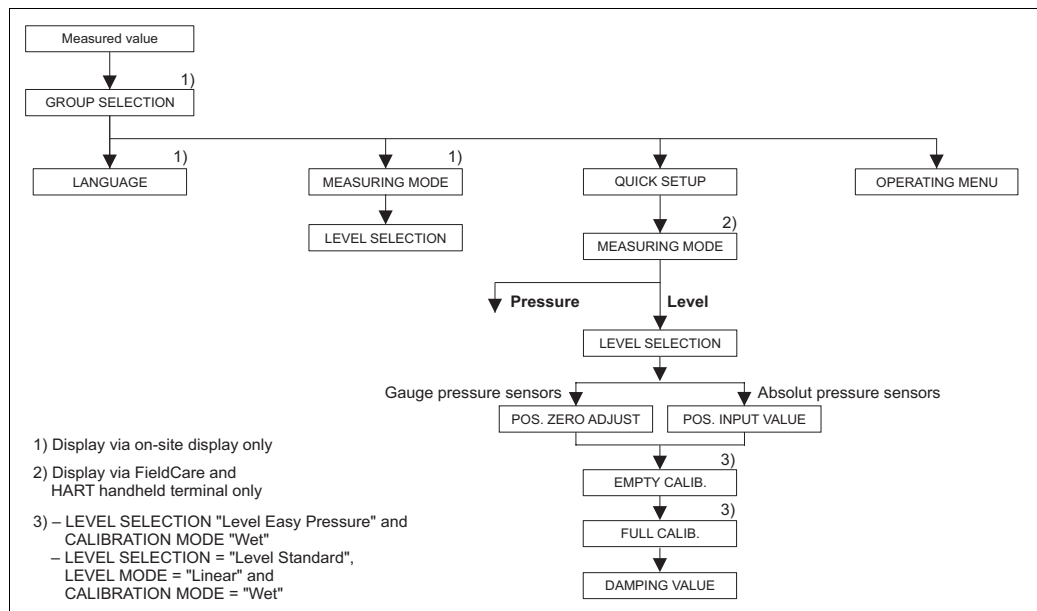 Measured value
1)
GROUP SELECTION
1)
LANGUAGE
1)
MEASURING MODE
QUICK SETUP
OPERATING MENU
LEVEL SELECTION
2)
MEASURING MODE
Pressure
Level
LEVEL SELECTION
Gauge pressure sensors
Absolut pressure sensors
POS. ZERO ADJUST
POS. INPUT VALUE
3)
EMPTY CALIB.
3)
FULL CALIB.
DAMPING VALUE
1) Display via on-site display only
2) Display via FieldCare and
HART handheld terminal only
3) – LEVEL SELECTION "Level Easy Pressure" and
CALIBRATION MODE "Wet"
– LEVEL SELECTION = "Level Standard",
LEVEL MODE = "Linear" and
CALIBRATION MODE = "Wet"